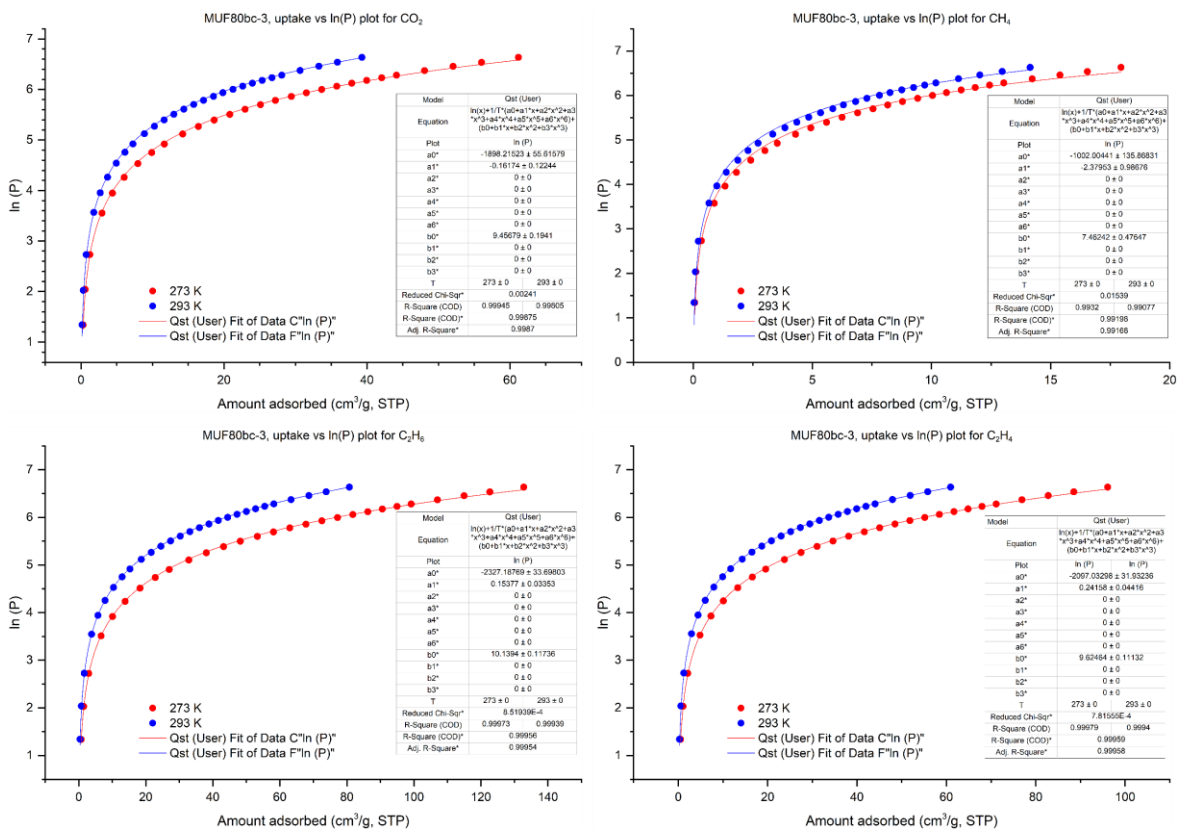 MUF80bc-3, uptake vs ln(P) plot for CO₂
7
6
5
4
3
2
1
ln (P)
0
20
40
60
Amount adsorbed (cm³/g, STP)
273 K
293 K
Qst (User) Fit of Data C"ln (P)"
Qst (User) Fit of Data F"ln (P)"
Model Qst (User)
Equation ln(x)+1/T*(a0+a1*x+a2*x^2+a3
*x^3+a4*x^4+a5*x^5+a6*x^6)+
(b0+b1*x+b2*x^2+b3*x^3)
Plot ln (P)
a0* -1898.21523 ± 55.61579
a1* -0.16174 ± 0.12244
a2* 0 ± 0
a3* 0 ± 0
a4* 0 ± 0
a5* 0 ± 0
a6* 0 ± 0
b0* 9.45679 ± 0.1941
b1* 0 ± 0
b2* 0 ± 0
b3* 0 ± 0
T 273 ± 0 293 ± 0
Reduced Chi-Sqr* 0.00241
R-Square (COD) 0.99945 0.99805
R-Square (COD)* 0.99875
Adj. R-Square* 0.9987
MUF80bc-3, uptake vs ln(P) plot for CH₄
7
6
5
4
3
2
1
0
ln (P)
0
5
10
15
20
Amount adsorbed (cm³/g, STP)
273 K
293 K
Qst (User) Fit of Data C"ln (P)"
Qst (User) Fit of Data F"ln (P)"
Model Qst (User)
Equation ln(x)+1/T*(a0+a1*x+a2*x^2+a3
*x^3+a4*x^4+a5*x^5+a6*x^6)+
(b0+b1*x+b2*x^2+b3*x^3)
Plot ln (P)
a0* -1002.00441 ± 135.86831
a1* -2.37953 ± 0.98676
a2* 0 ± 0
a3* 0 ± 0
a4* 0 ± 0
a5* 0 ± 0
a6* 0 ± 0
b0* 7.46242 ± 0.47647
b1* 0 ± 0
b2* 0 ± 0
b3* 0 ± 0
T 273 ± 0 293 ± 0
Reduced Chi-Sqr* 0.01539
R-Square (COD) 0.9932 0.99077
R-Square (COD)* 0.99198
Adj. R-Square* 0.99168
MUF80bc-3, uptake vs ln(P) plot for C₂H₆
7
6
5
4
3
2
1
ln (P)
0
20
40
60
80
100
120
140
Amount adsorbed (cm³/g, STP)
273 K
293 K
Qst (User) Fit of Data C"ln (P)"
Qst (User) Fit of Data F"ln (P)"
Model Qst (User)
Equation ln(x)+1/T*(a0+a1*x+a2*x^2+a3
*x^3+a4*x^4+a5*x^5+a6*x^6)+
(b0+b1*x+b2*x^2+b3*x^3)
Plot ln (P)
a0* -2327.18769 ± 33.69803
a1* 0.15377 ± 0.03353
a2* 0 ± 0
a3* 0 ± 0
a4* 0 ± 0
a5* 0 ± 0
a6* 0 ± 0
b0* 10.1394 ± 0.11736
b1* 0 ± 0
b2* 0 ± 0
b3* 0 ± 0
T 273 ± 0 293 ± 0
Reduced Chi-Sqr* 8.51939E-4
R-Square (COD) 0.99973 0.99939
R-Square (COD)* 0.99956
Adj. R-Square* 0.99954
MUF80bc-3, uptake vs ln(P) plot for C₂H₄
7
6
5
4
3
2
1
ln (P)
0
20
40
60
80
100
Amount adsorbed (cm³/g, STP)
273 K
293 K
Qst (User) Fit of Data C"ln (P)"
Qst (User) Fit of Data F"ln (P)"
Model Qst (User)
Equation ln(x)+1/T*(a0+a1*x+a2*x^2+a3
*x^3+a4*x^4+a5*x^5+a6*x^6)+
(b0+b1*x+b2*x^2+b3*x^3)
Plot ln (P) ln (P)
a0* -2097.03298 ± 31.93236
a1* 0.24158 ± 0.04416
a2* 0 ± 0
a3* 0 ± 0
a4* 0 ± 0
a5* 0 ± 0
a6* 0 ± 0
b0* 9.62464 ± 0.11132
b1* 0 ± 0
b2* 0 ± 0
b3* 0 ± 0
T 273 ± 0 293 ± 0
Reduced Chi-Sqr* 7.81555E-4
R-Square (COD) 0.99979 0.9994
R-Square (COD)* 0.99959
Adj. R-Square* 0.99958